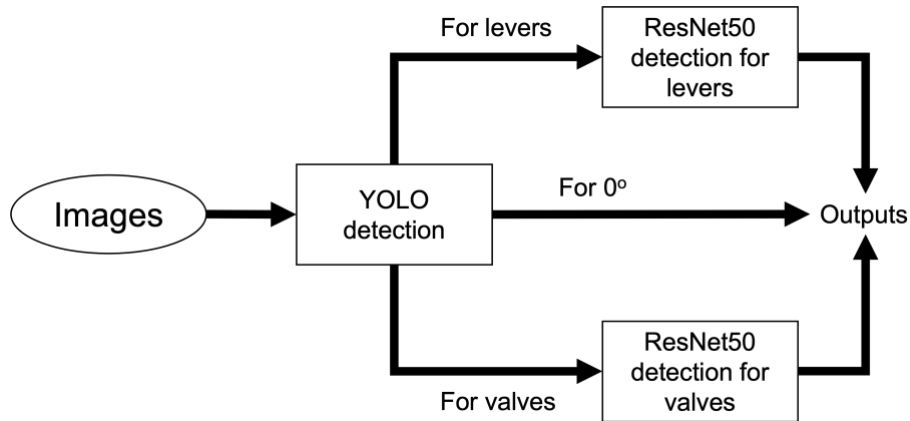 For levers
ResNet50
detection for
levers
Images
YOLO
detection
For 0º
Outputs
For valves
ResNet50
detection for
valves